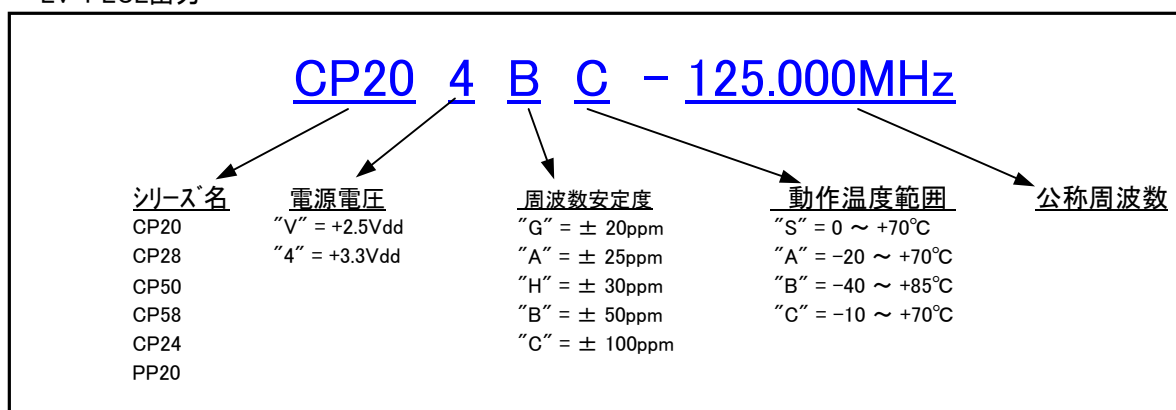 CP20 4 B C - 125.000MHz
シリーズ名 電源電圧 周波数安定度 動作温度範囲 公称周波数
CP20 "V" = +2.5Vdd "G" = ± 20ppm "S" = 0 ~ +70℃
CP28 "4" = +3.3Vdd "A" = ± 25ppm "A" = -20 ~ +70℃
CP50 "H" = ± 30ppm "B" = -40 ~ +85℃
CP58 "B" = ± 50ppm "C" = -10 ~ +70℃
CP24 "C" = ± 100ppm
PP20